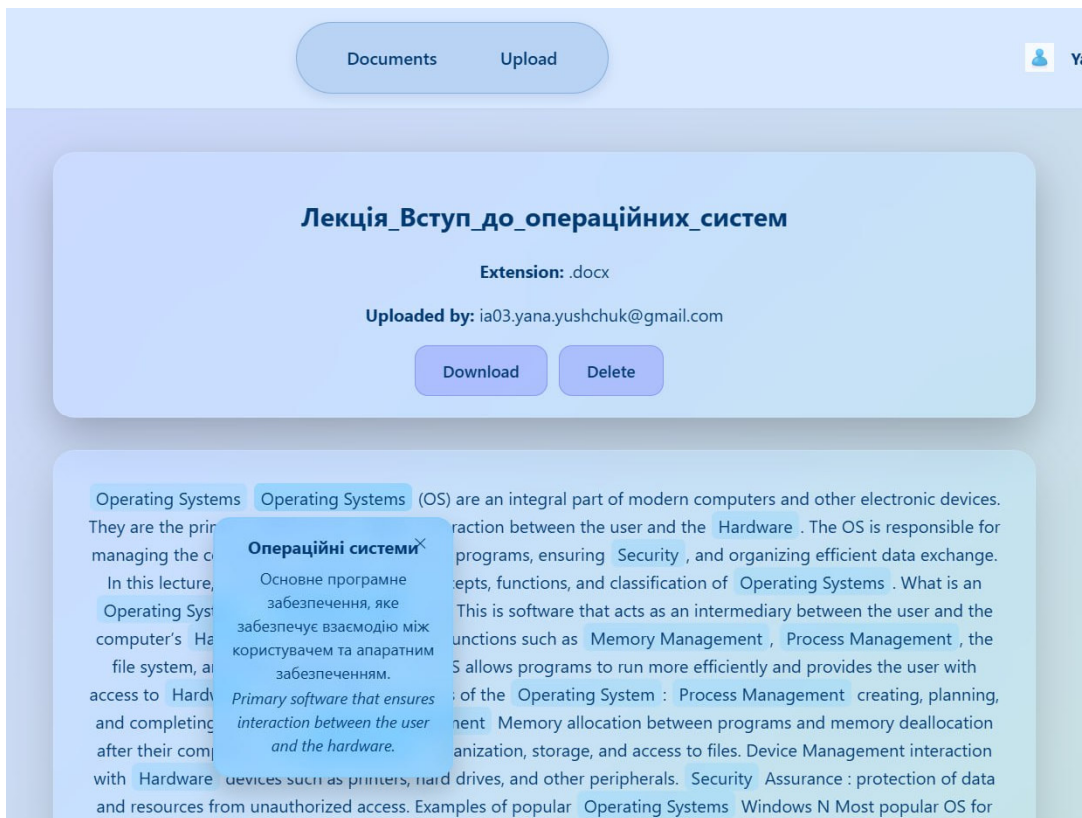 Documents Upload
Лекція_Вступ_до_операційних_систем
Extension: .docx
Uploaded by: ia03.yana.yushchuk@gmail.com
Download Delete
Operating Systems Operating Systems (OS) are an integral part of modern computers and other electronic devices.
They are the raction between the user and the Hardware . The OS is responsible for
managing the programs, ensuring Security , and organizing efficient data exchange.
In this lecture, epts, functions, and classification of Operating Systems . What is an
Operating Syst This is software that acts as an intermediary between the user and the
computer's Ha unctions such as Memory Management , Process Management , the
file system, S allows programs to run more efficiently and provides the user with
access to Hardw of the Operating System : Process Management creating, planning,
and completing ent Memory allocation between programs and memory deallocation
after their comp anization, storage, and access to files. Device Management interaction
with Hardware devices such as printers, hard drives, and other peripherals. Security Assurance : protection of data
and resources from unauthorized access. Examples of popular Operating Systems Windows N Most popular OS for
Операційні системи ×
Основне програмне
забезпечення, яке
забезпечує взаємодію між
користувачем та апаратним
забезпеченням.
Primary software that ensures
interaction between the user
and the hardware.